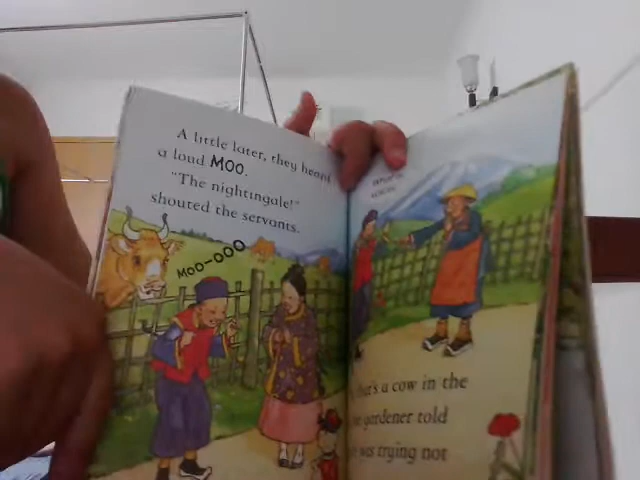 A little later, they heard
a loud MOO.
"The nightingale!"
shouted the servants.
MOO-OOO
a cow in the
gardener told
was trying not